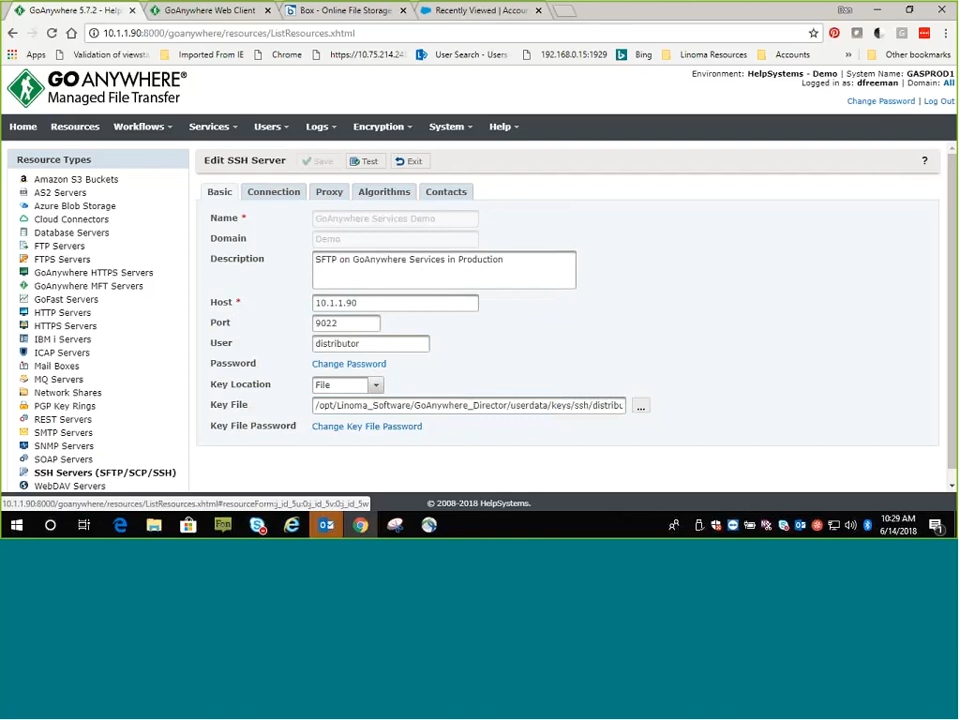 GoAnywhere 5.7.2 - Help
GoAnywhere Web Client
Box - Online File Storage
Recently Viewed | Accou
10.1.1.90:8000/goanywhere/resources/ListResources.xhtml
Apps
Validation of viewsta
Imported From IE
Chrome
https://10.75.214.24
User Search - Users
192.168.0.15:1929
Bing
Linoma Resources
Accounts
»
Other bookmarks
GO ANYWHERE®
Managed File Transfer
Environment: HelpSystems - Demo | System Name: GASPROD1
Logged in as: dfreeman | Domain: All
Change Password | Log Out
Home Resources Workflows Services Users Logs Encryption System Help
Resource Types
Amazon S3 Buckets
AS2 Servers
Azure Blob Storage
Cloud Connectors
Database Servers
FTP Servers
FTPS Servers
GoAnywhere HTTPS Servers
GoAnywhere MFT Servers
GoFast Servers
HTTP Servers
HTTPS Servers
IBM i Servers
ICAP Servers
Mail Boxes
MQ Servers
Network Shares
PGP Key Rings
REST Servers
SMTP Servers
SNMP Servers
SOAP Servers
SSH Servers (SFTP/SCP/SSH)
WebDAV Servers
Edit SSH Server Save Test Exit ?
Basic Connection Proxy Algorithms Contacts
Name * GoAnywhere Services Demo
Domain Demo
Description SFTP on GoAnywhere Services in Production
Host * 10.1.1.90
Port 9022
User distributor
Password Change Password
Key Location File
Key File /opt/Linoma_Software/GoAnywhere_Director/userdata/keys/ssh/distribu ...
Key File Password Change Key File Password
© 2008-2018 HelpSystems.
10:29 AM
6/14/2018